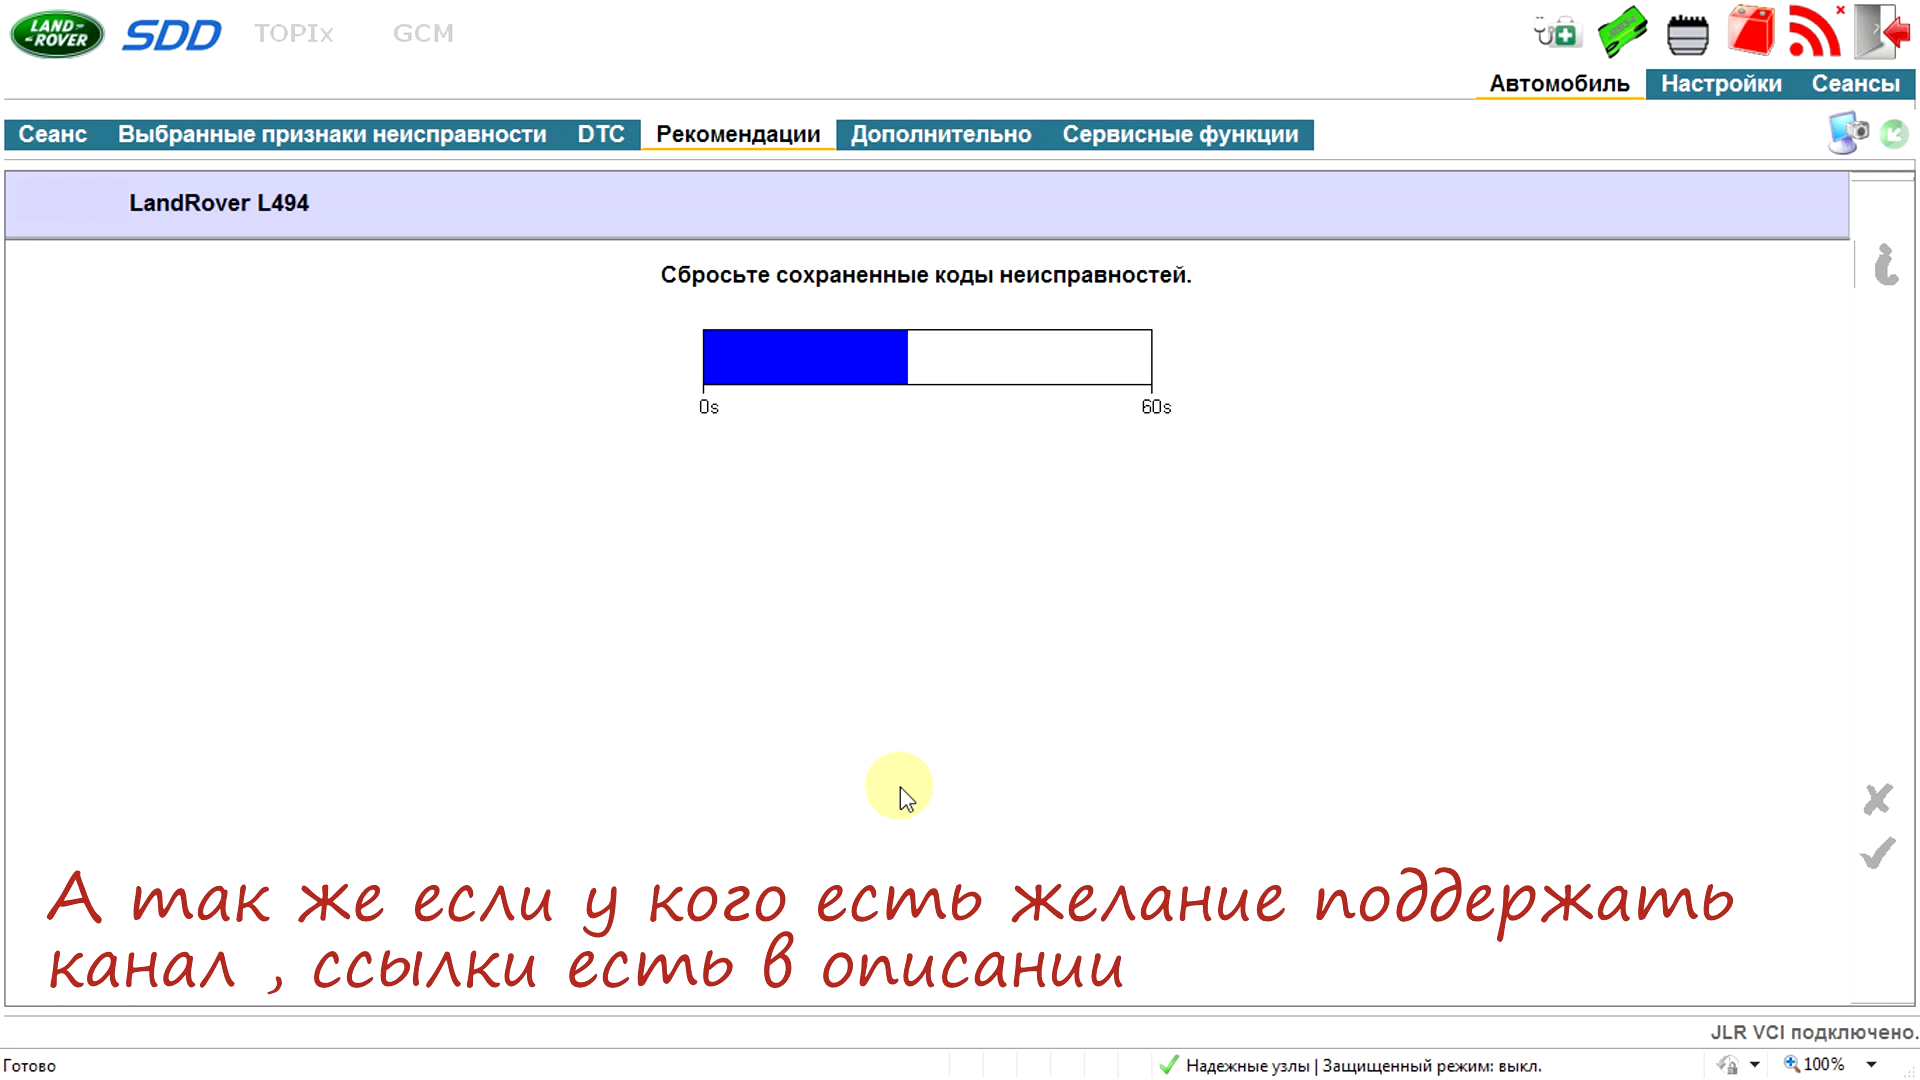 LAND-
-ROVER
SDD
TOPIx
GCM
Автомобиль
Настройки
Сеансы
Сеанс
Выбранные признаки неисправности
DTC
Рекомендации
Дополнительно
Сервисные функции
LandRover L494
Сбросьте сохраненные коды неисправностей.
0s
60s
А так же если у кого есть желание поддержать
канал , ссылки есть в описании
JLR VCI подключено.
Готово
Надежные узлы | Защищенный режим: выкл.
100%